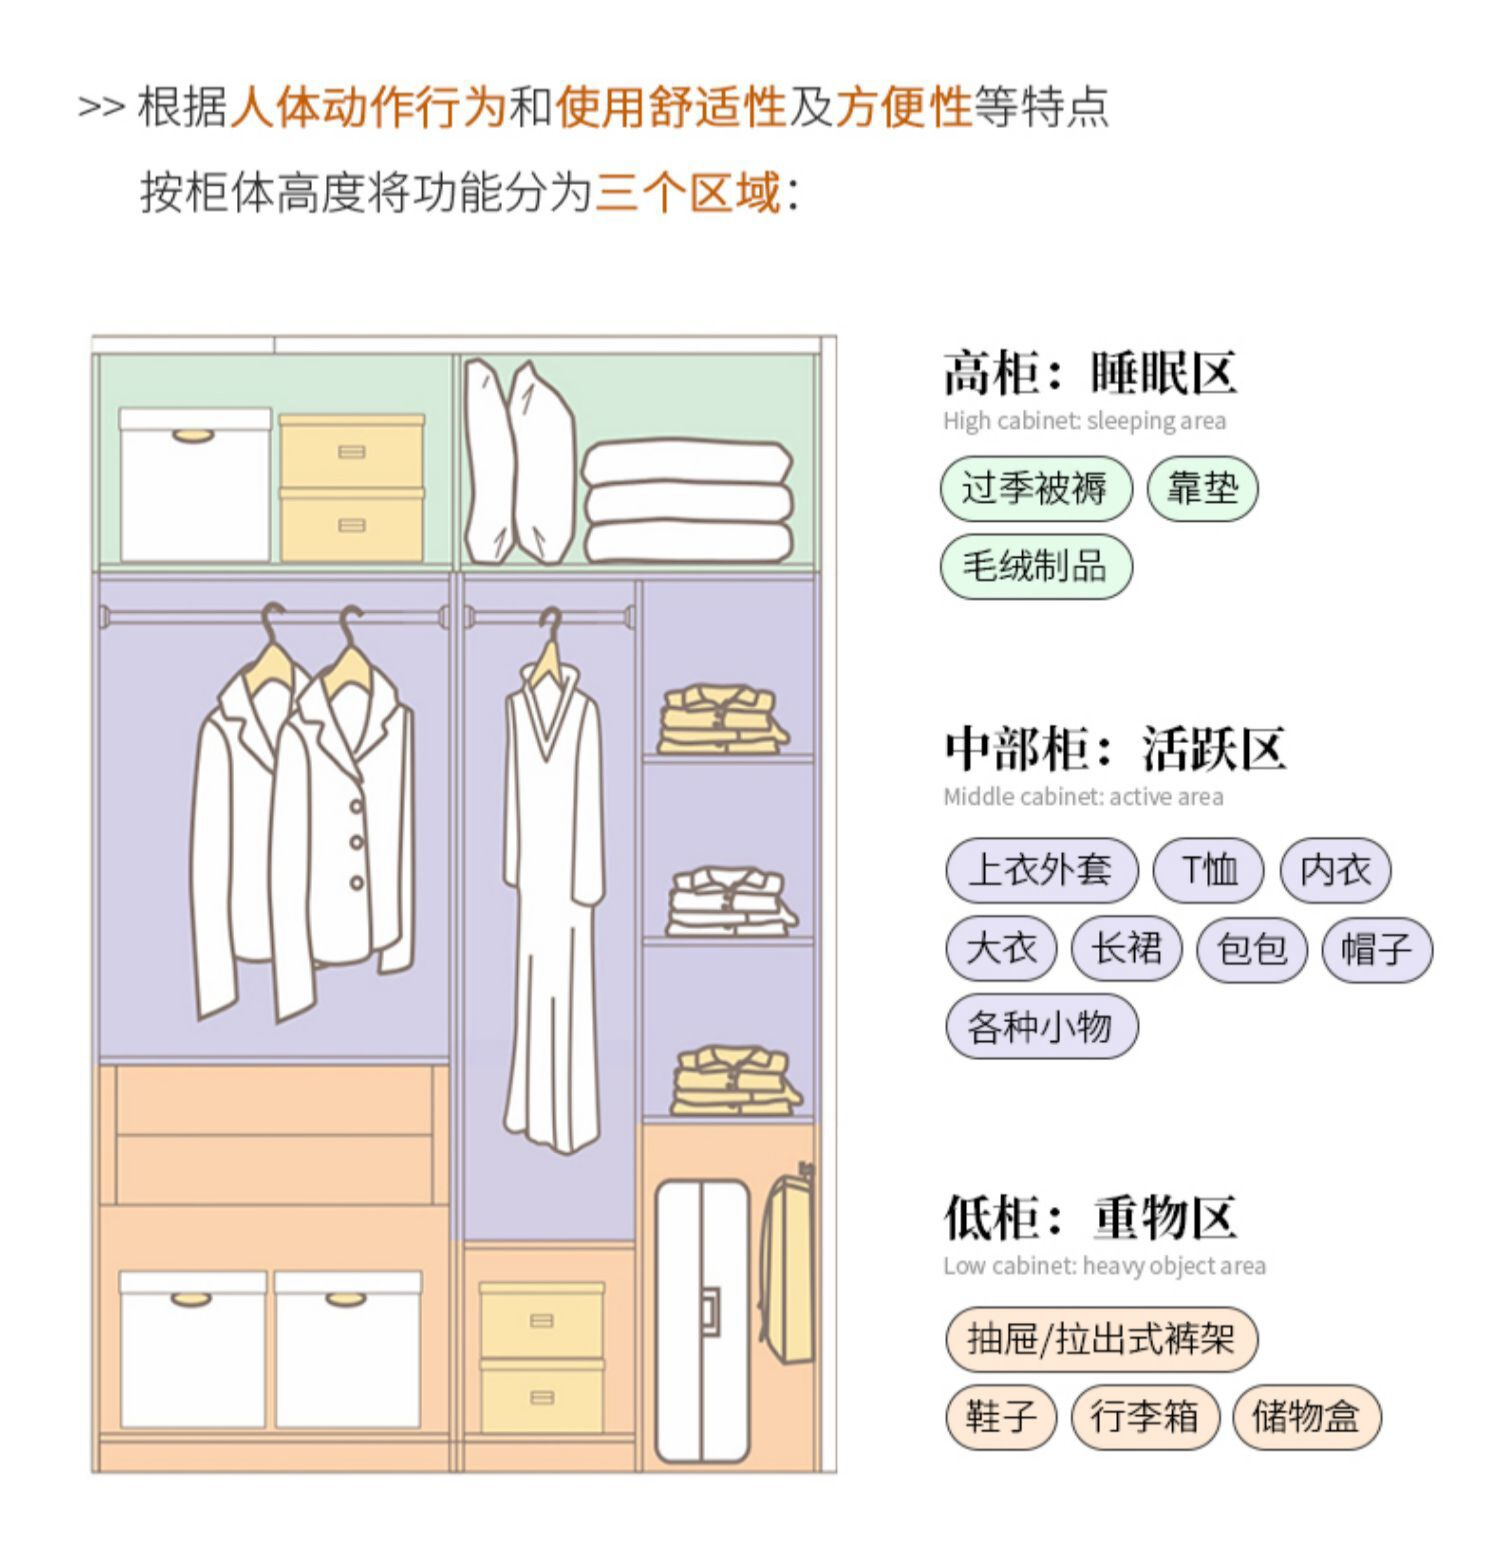 >> 根据人体动作行为和使用舒适性及方便性等特点
按柜体高度将功能分为三个区域：
高柜：睡眠区
High cabinet: sleeping area
过季被褥 靠垫
毛绒制品
中部柜：活跃区
Middle cabinet: active area
上衣外套 T恤 内衣
大衣 长裙 包包 帽子
各种小物
低柜：重物区
Low cabinet: heavy object area
抽屉/拉出式裤架
鞋子 行李箱 储物盒